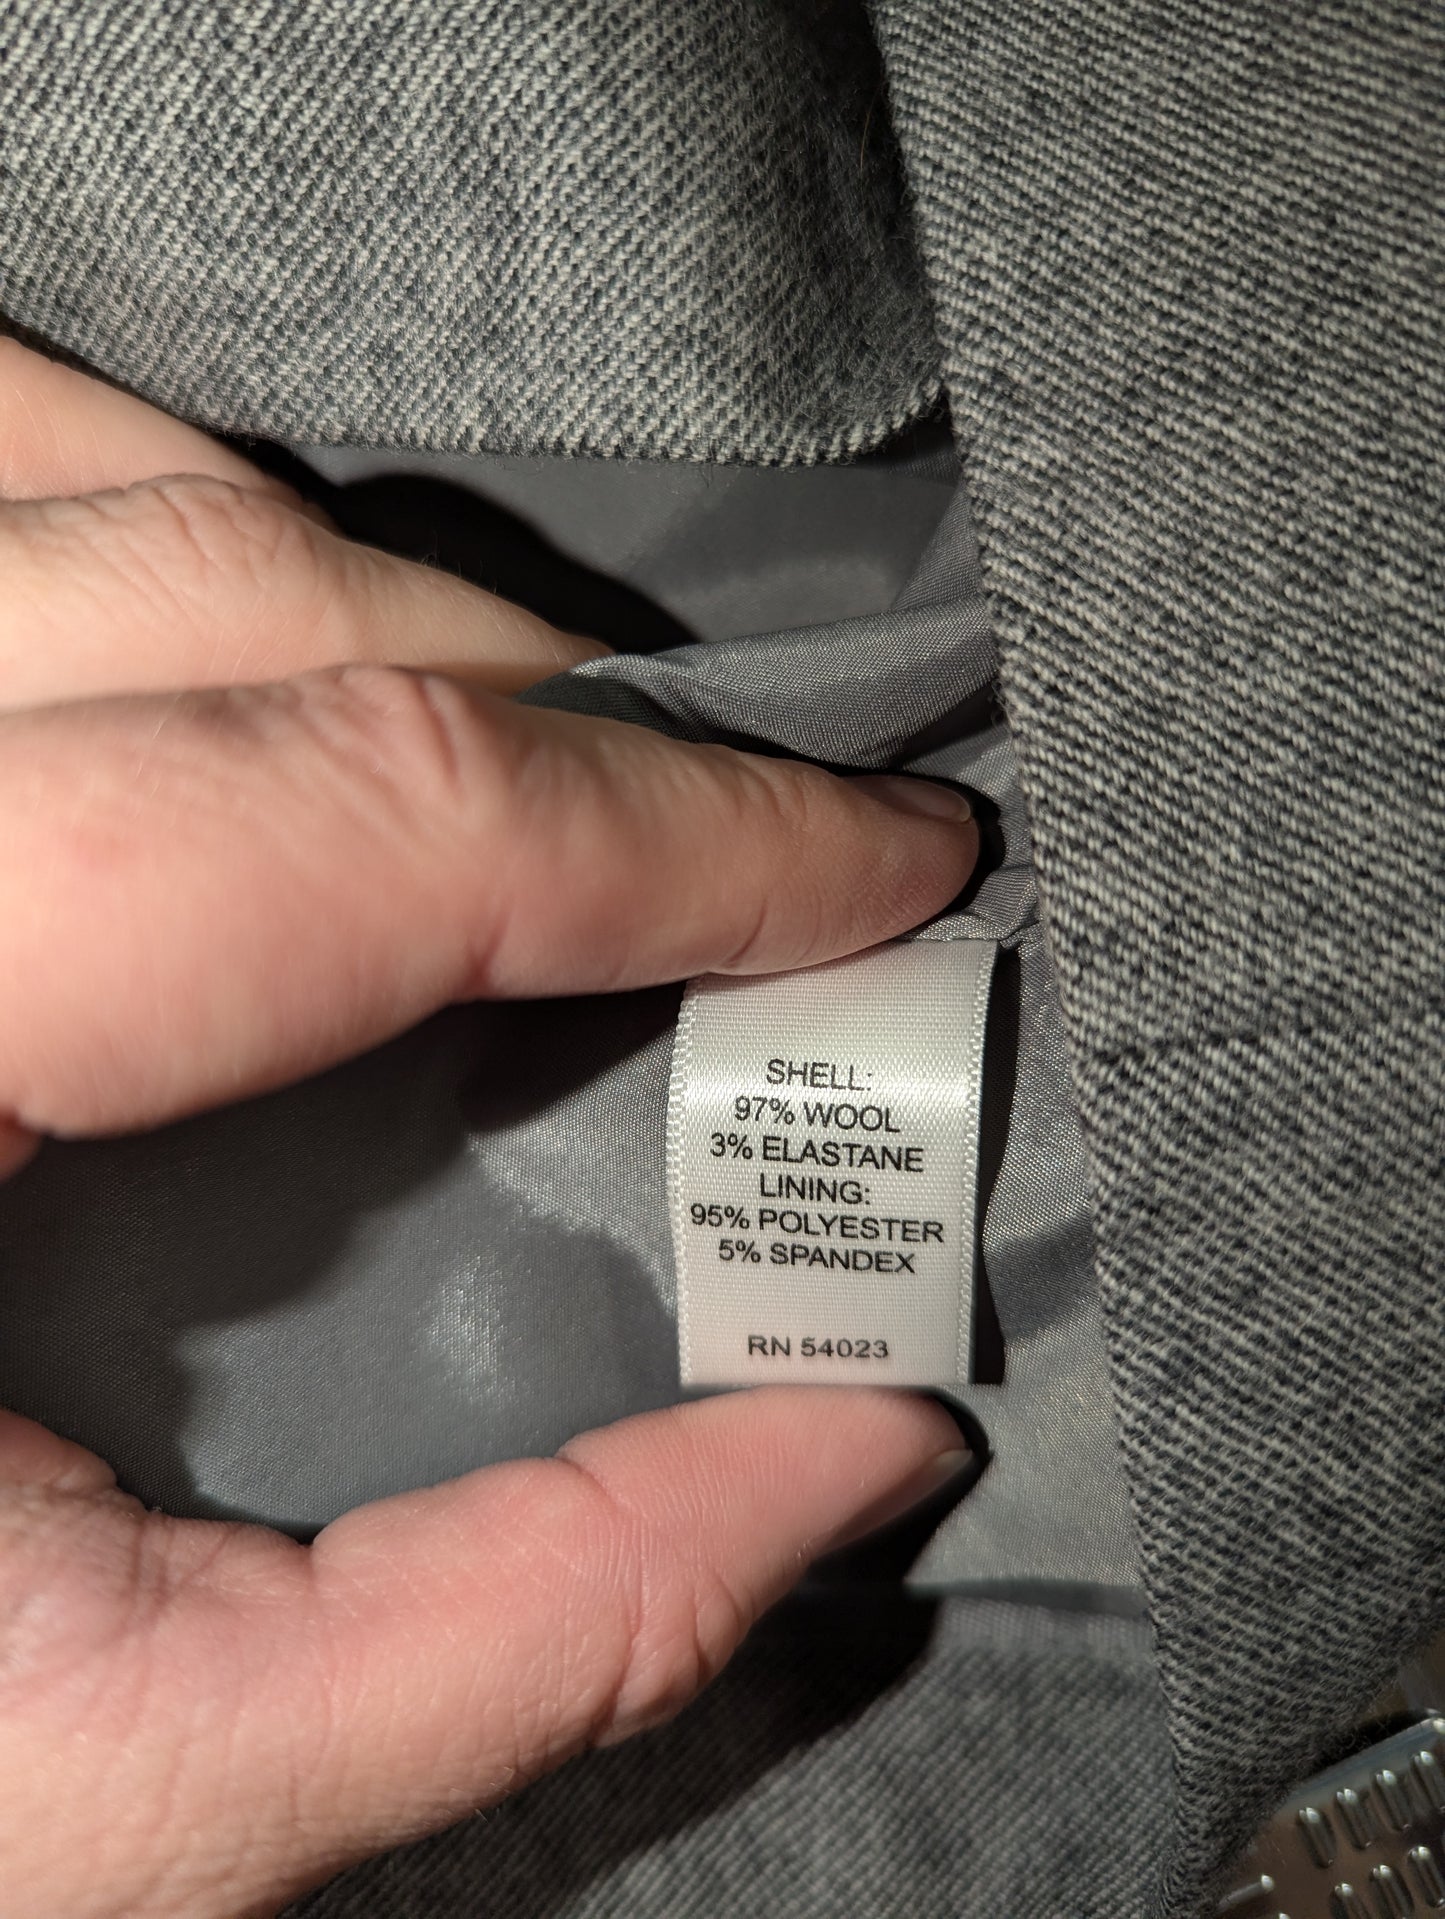 SHELL:
97% WOOL
3% ELASTANE
LINING:
95% POLYESTER
5% SPANDEX
RN 54023